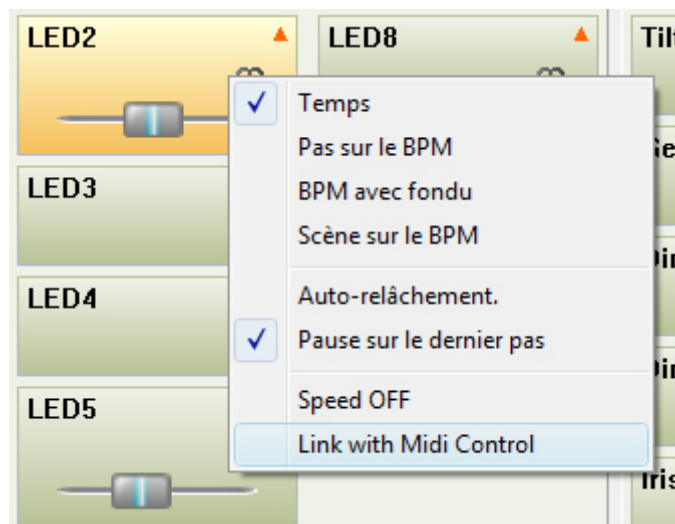 LED2
LED8
Temps
Pas sur le BPM
BPM avec fondu
Scène sur le BPM
Auto-relâchement.
Pause sur le dernier pas
Speed OFF
Link with Midi Control
LED3
LED4
LED5